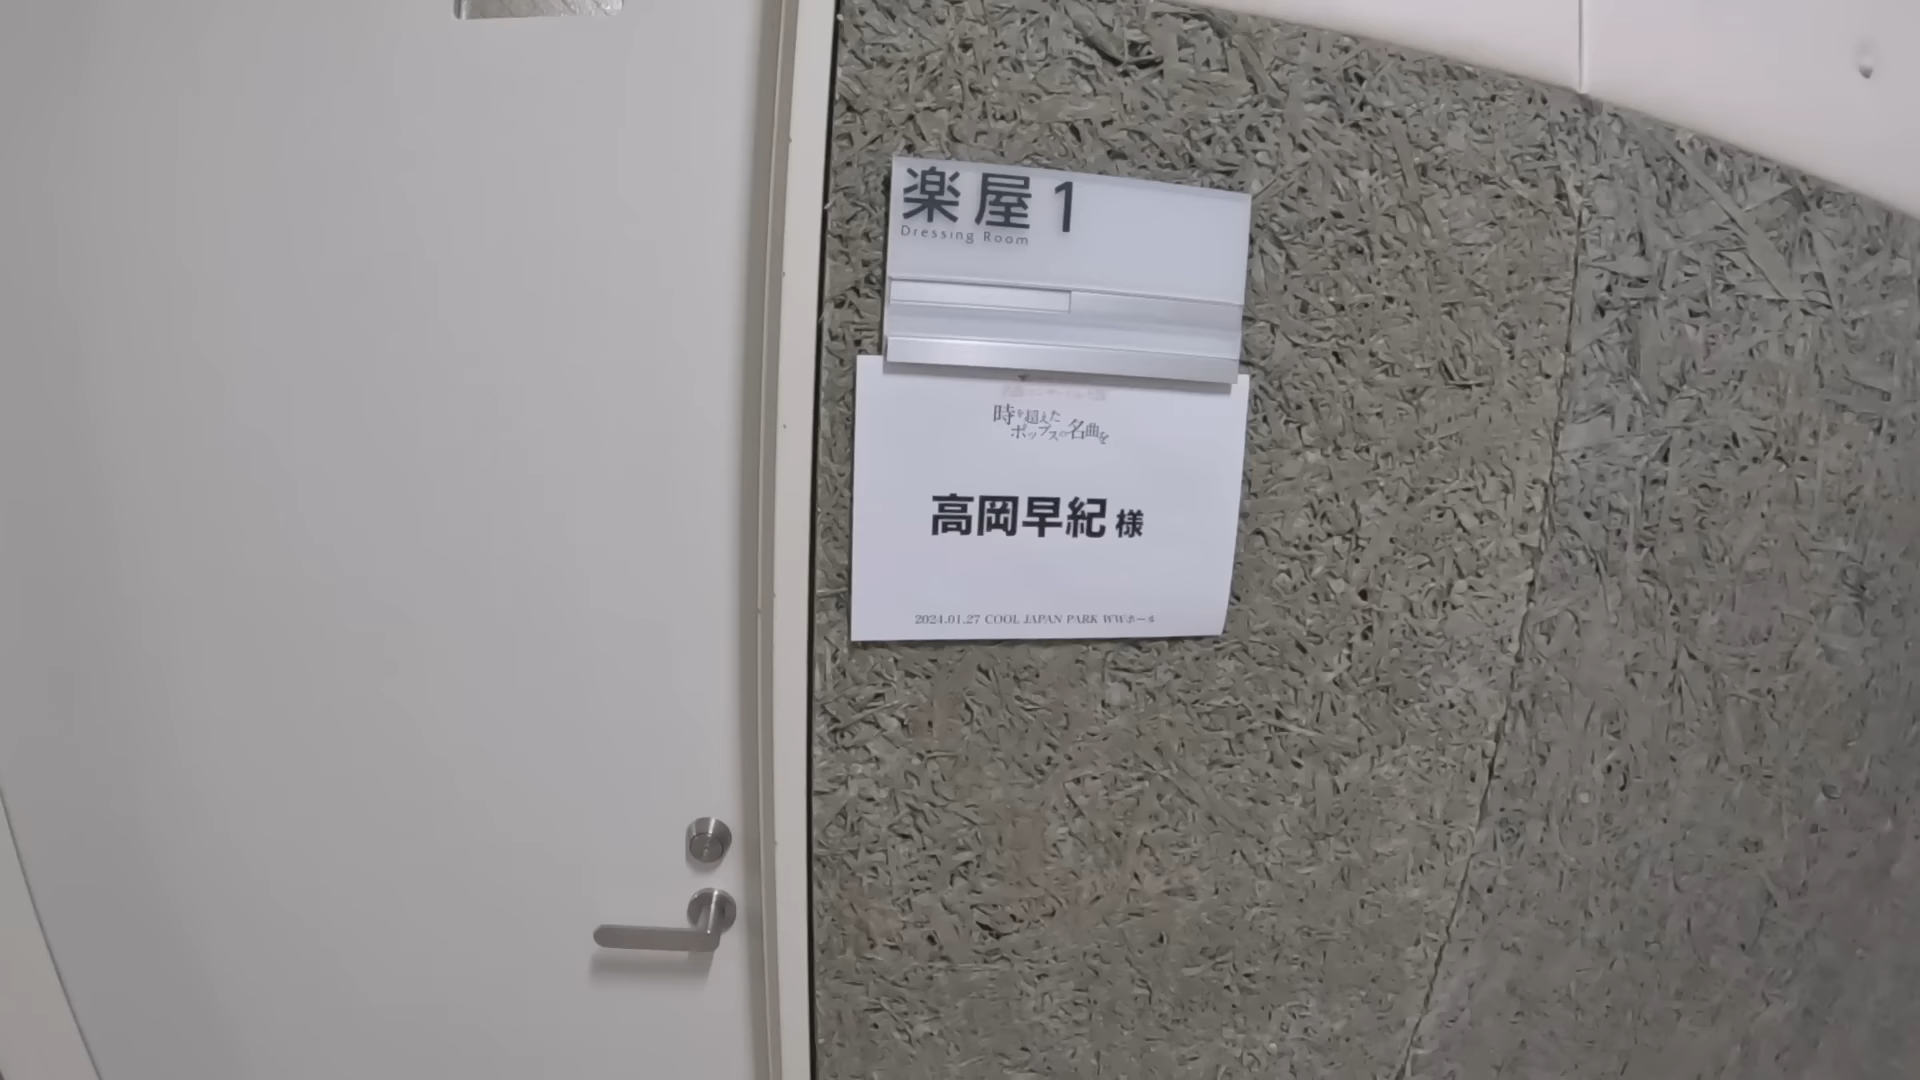 楽屋1
Dressing Room
時を超えた
ポップスの名曲を
高岡早紀 様
2024.01.27 COOL JAPAN PARK WWホール